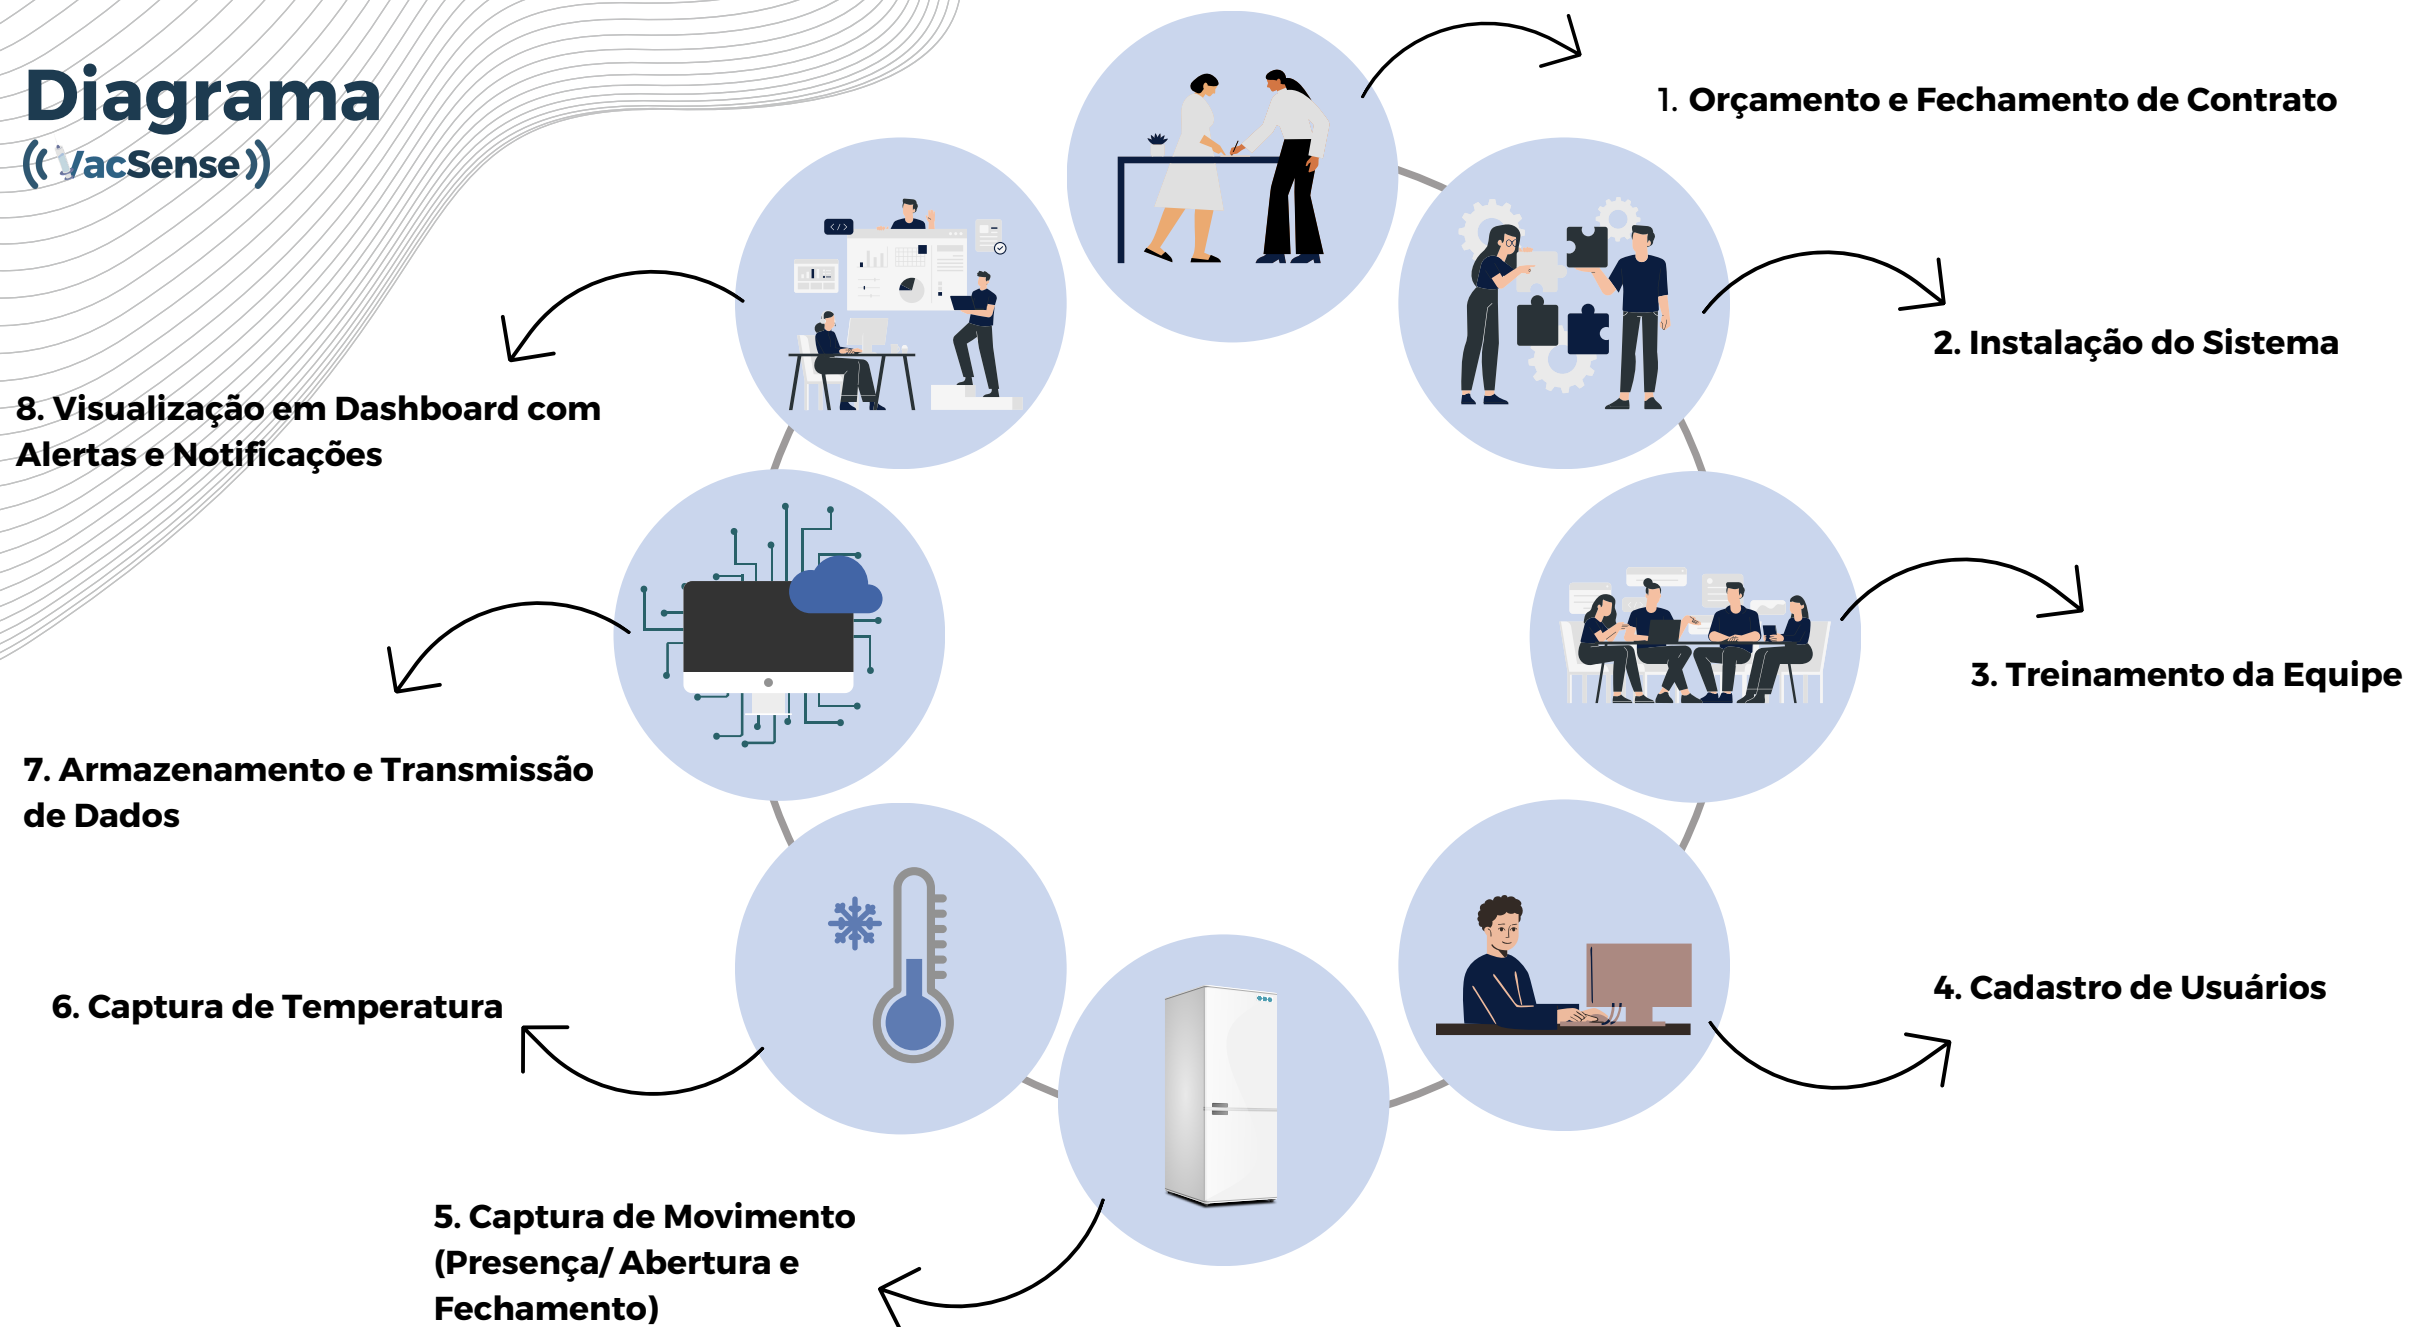 Diagrama
VacSense
1. Orçamento e Fechamento de Contrato
2. Instalação do Sistema
3. Treinamento da Equipe
4. Cadastro de Usuários
5. Captura de Movimento
(Presença/ Abertura e
Fechamento)
6. Captura de Temperatura
7. Armazenamento e Transmissão
de Dados
8. Visualização em Dashboard com
Alertas e Notificações